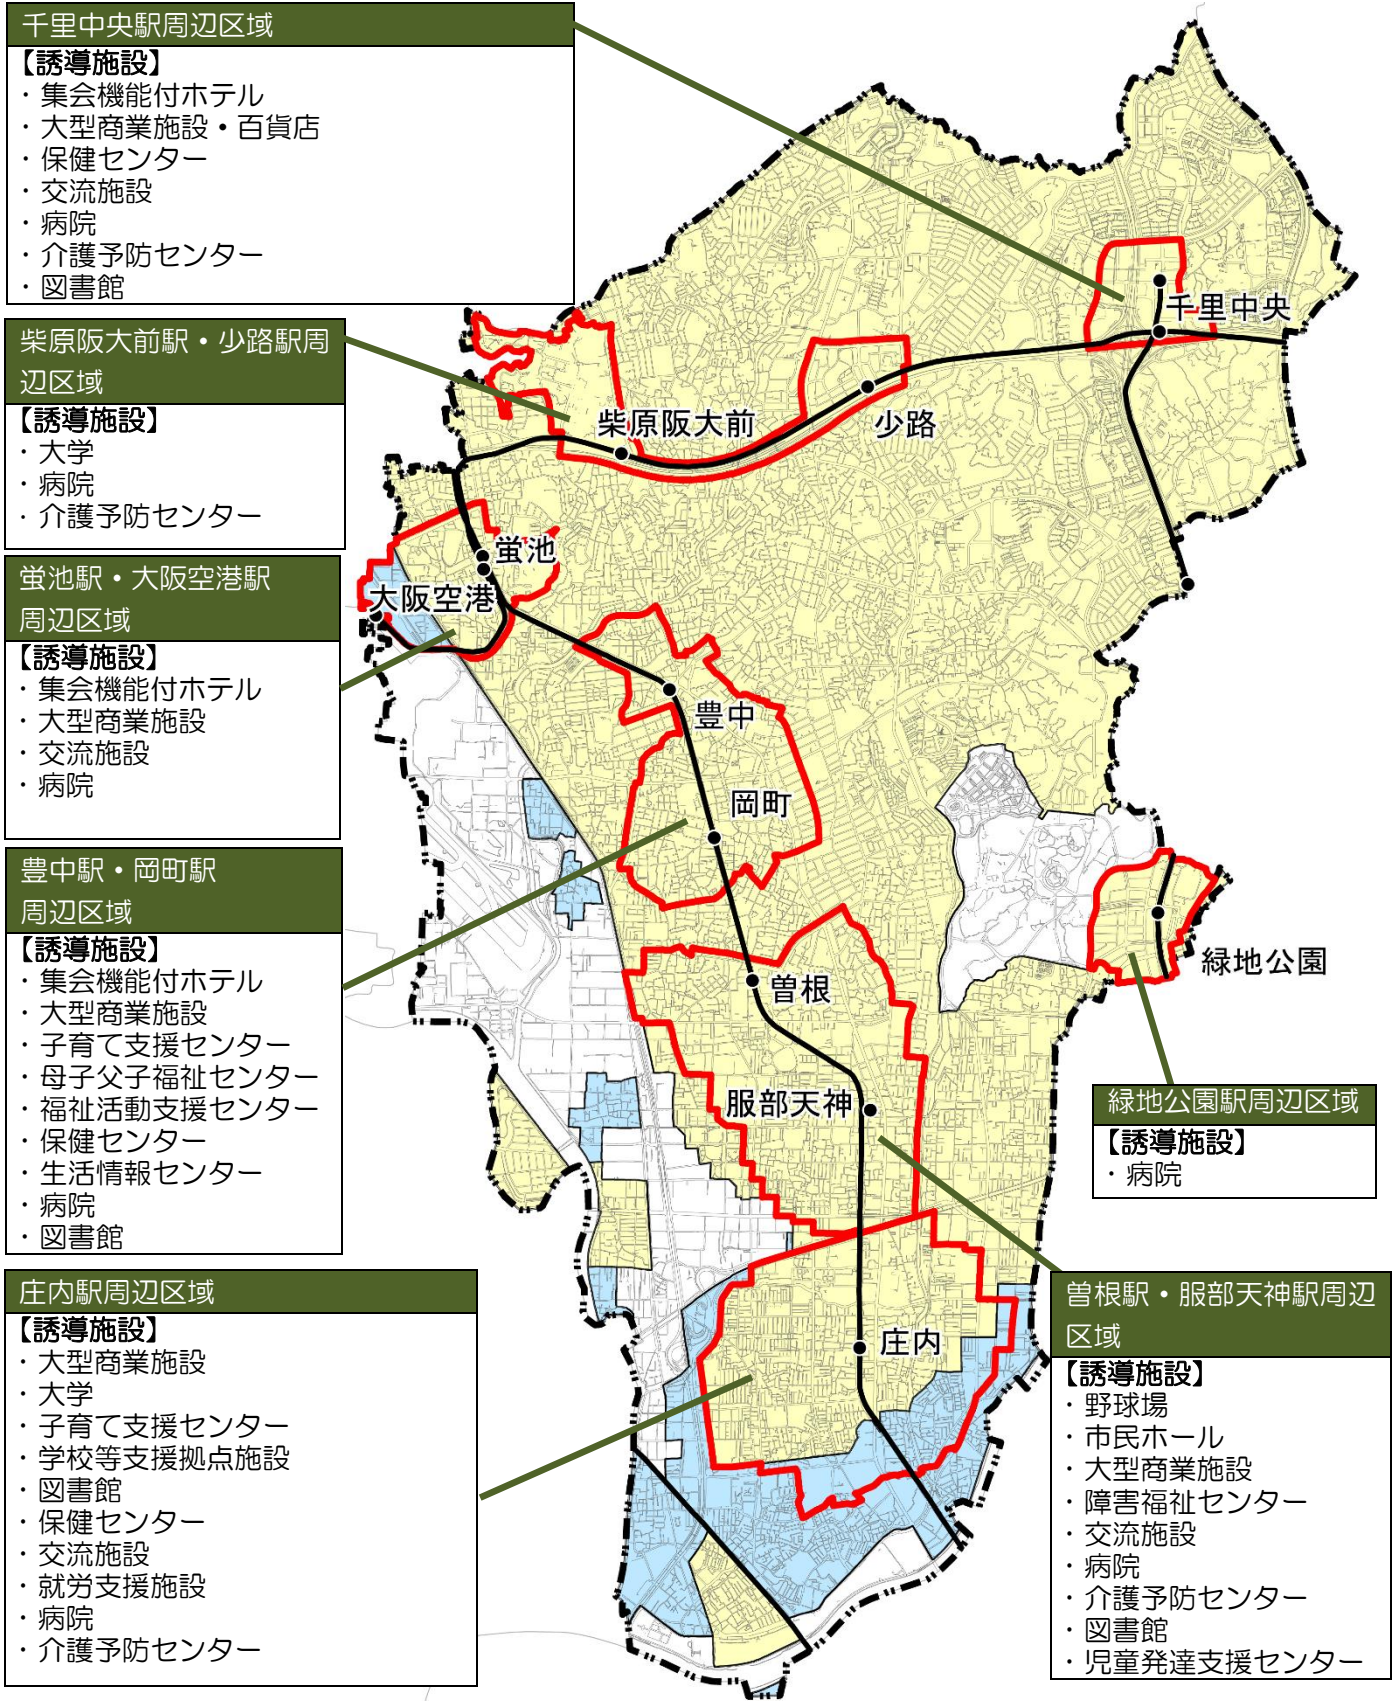 千里中央駅周辺区域
【誘導施設】
・集会機能付ホテル
・大型商業施設・百貨店
・保健センター
・交流施設
・病院
・介護予防センター
・図書館
柴原阪大前駅・少路駅周
辺区域
【誘導施設】
・大学
・病院
・介護予防センター
蛍池駅・大阪空港駅
周辺区域
【誘導施設】
・集会機能付ホテル
・大型商業施設
・交流施設
・病院
豊中駅・岡町駅
周辺区域
【誘導施設】
・集会機能付ホテル
・大型商業施設
・子育て支援センター
・母子父子福祉センター
・福祉活動支援センター
・保健センター
・生活情報センター
・病院
・図書館
庄内駅周辺区域
【誘導施設】
・大型商業施設
・大学
・子育て支援センター
・学校等支援拠点施設
・図書館
・保健センター
・交流施設
・就労支援施設
・病院
・介護予防センター
千里中央
柴原阪大前
少路
蛍池
大阪空港
豊中
岡町
曽根
服部天神
庄内
緑地公園
緑地公園駅周辺区域
【誘導施設】
・病院
曽根駅・服部天神駅周辺
区域
【誘導施設】
・野球場
・市民ホール
・大型商業施設
・障害福祉センター
・交流施設
・病院
・介護予防センター
・図書館
・児童発達支援センター